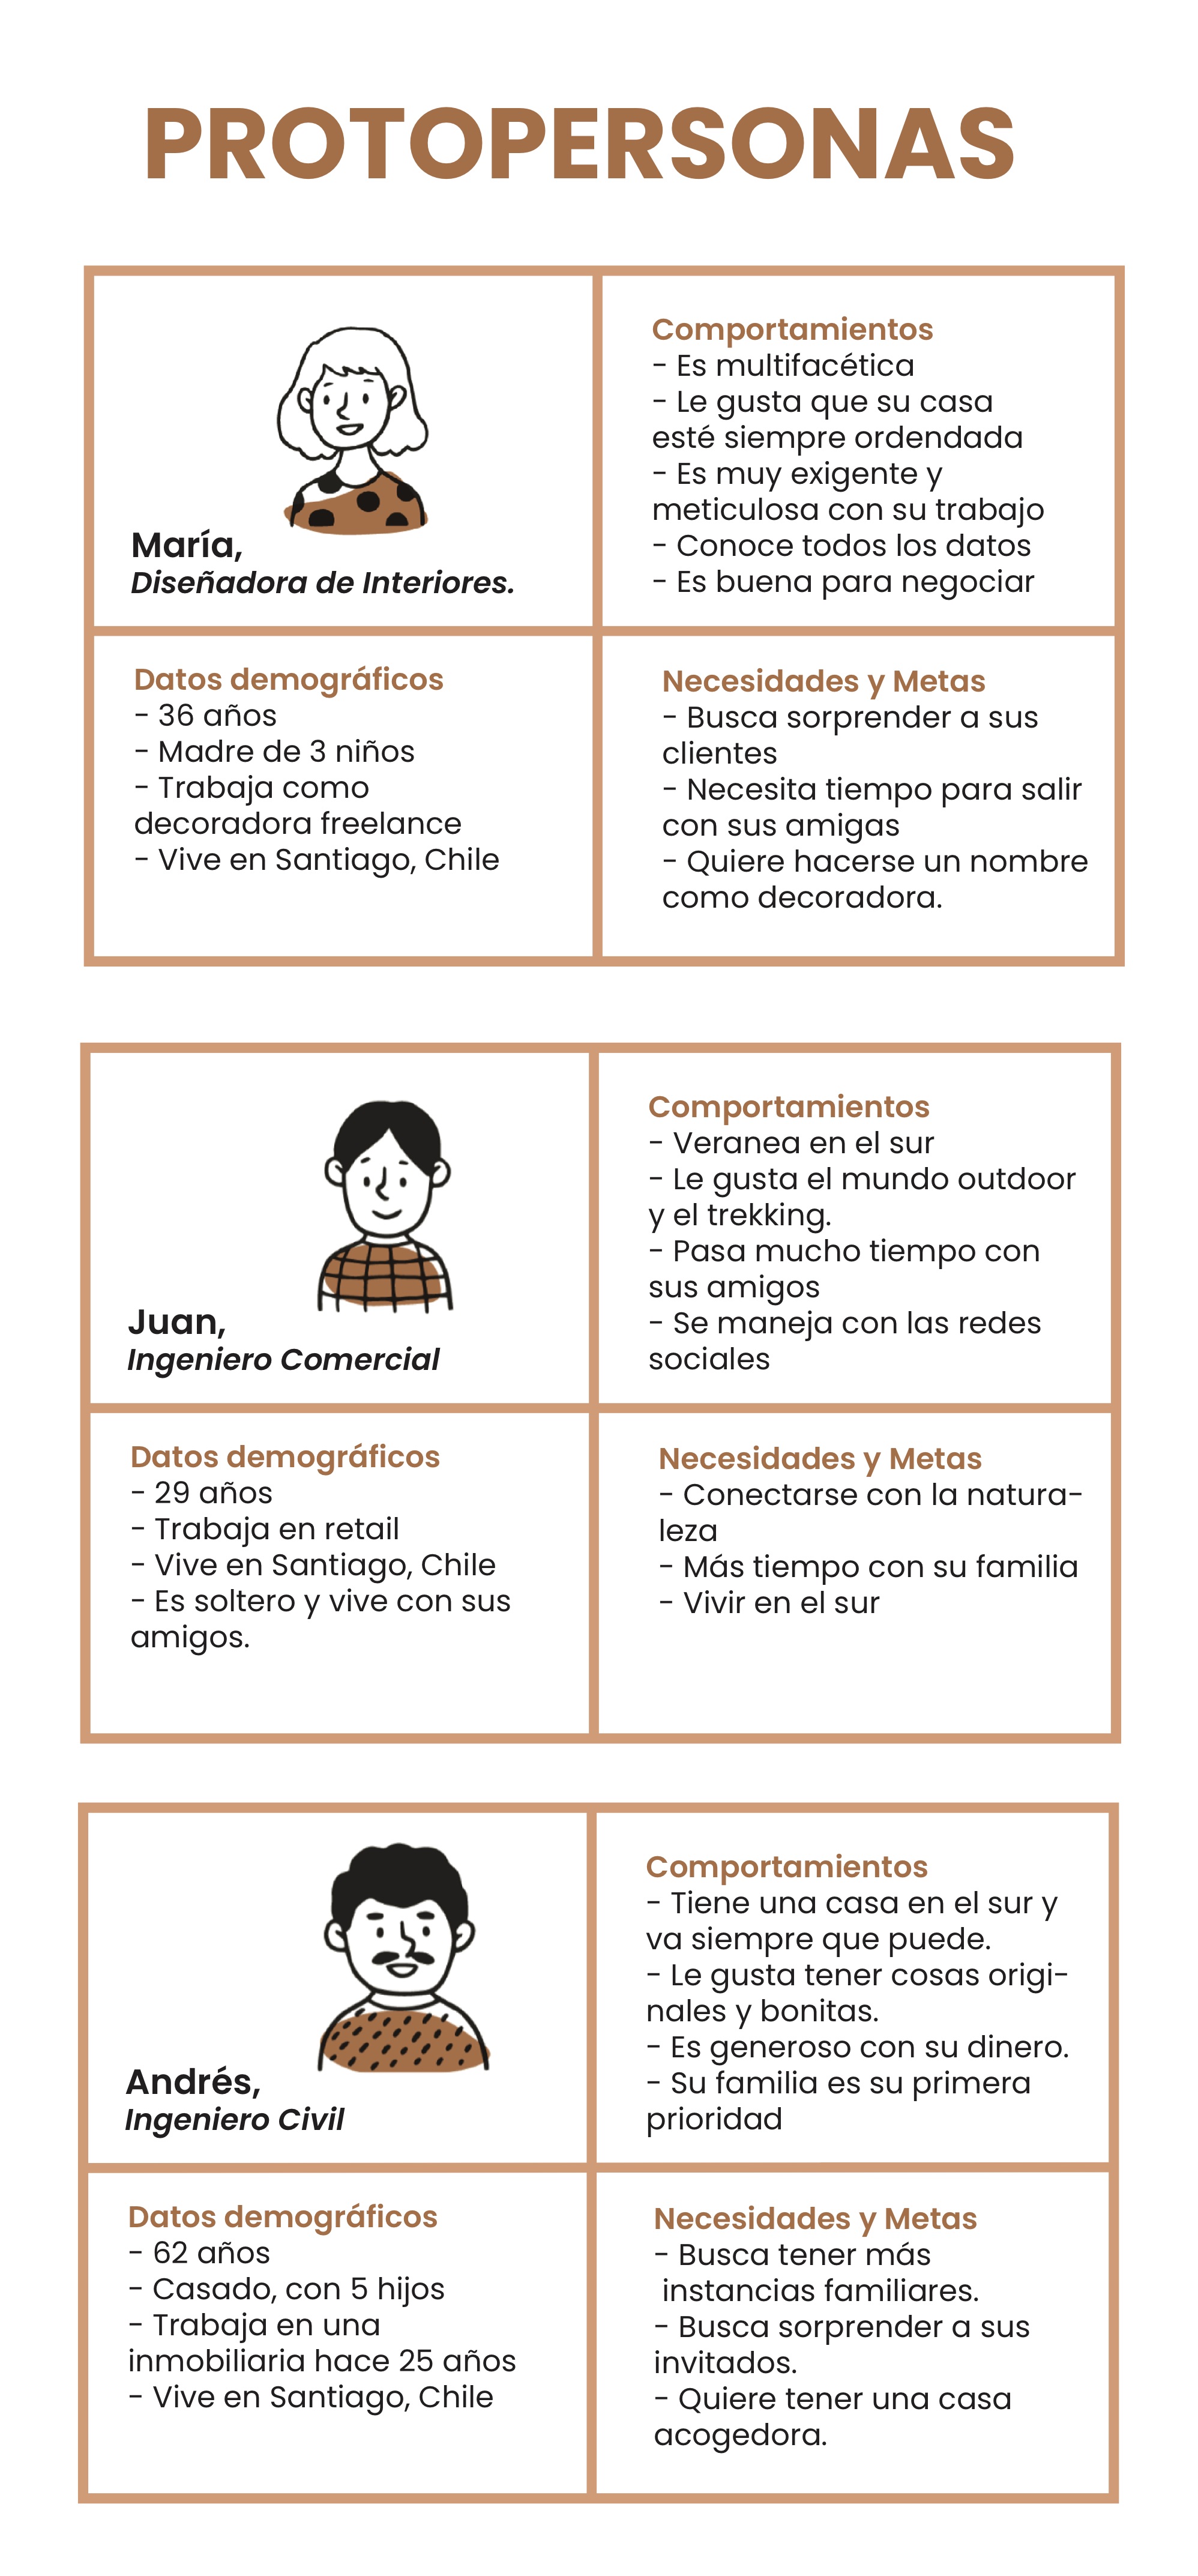 PROTOPERSONAS
María,
Diseñadora de Interiores.
Comportamientos
- Es multifacética
- Le gusta que su casa
esté siempre ordendada
- Es muy exigente y
meticulosa con su trabajo
- Conoce todos los datos
- Es buena para negociar
Datos demográficos
- 36 años
- Madre de 3 niños
- Trabaja como
decoradora freelance
- Vive en Santiago, Chile
Necesidades y Metas
- Busca sorprender a sus
clientes
- Necesita tiempo para salir
con sus amigas
- Quiere hacerse un nombre
como decoradora.
Juan,
Ingeniero Comercial
Comportamientos
- Veranea en el sur
- Le gusta el mundo outdoor
y el trekking.
- Pasa mucho tiempo con
sus amigos
- Se maneja con las redes
sociales
Datos demográficos
- 29 años
- Trabaja en retail
- Vive en Santiago, Chile
- Es soltero y vive con sus
amigos.
Necesidades y Metas
- Conectarse con la natura-
leza
- Más tiempo con su familia
- Vivir en el sur
Andrés,
Ingeniero Civil
Comportamientos
- Tiene una casa en el sur y
va siempre que puede.
- Le gusta tener cosas origi-
nales y bonitas.
- Es generoso con su dinero.
- Su familia es su primera
prioridad
Datos demográficos
- 62 años
- Casado, con 5 hijos
- Trabaja en una
inmobiliaria hace 25 años
- Vive en Santiago, Chile
Necesidades y Metas
- Busca tener más
instancias familiares.
- Busca sorprender a sus
invitados.
- Quiere tener una casa
acogedora.